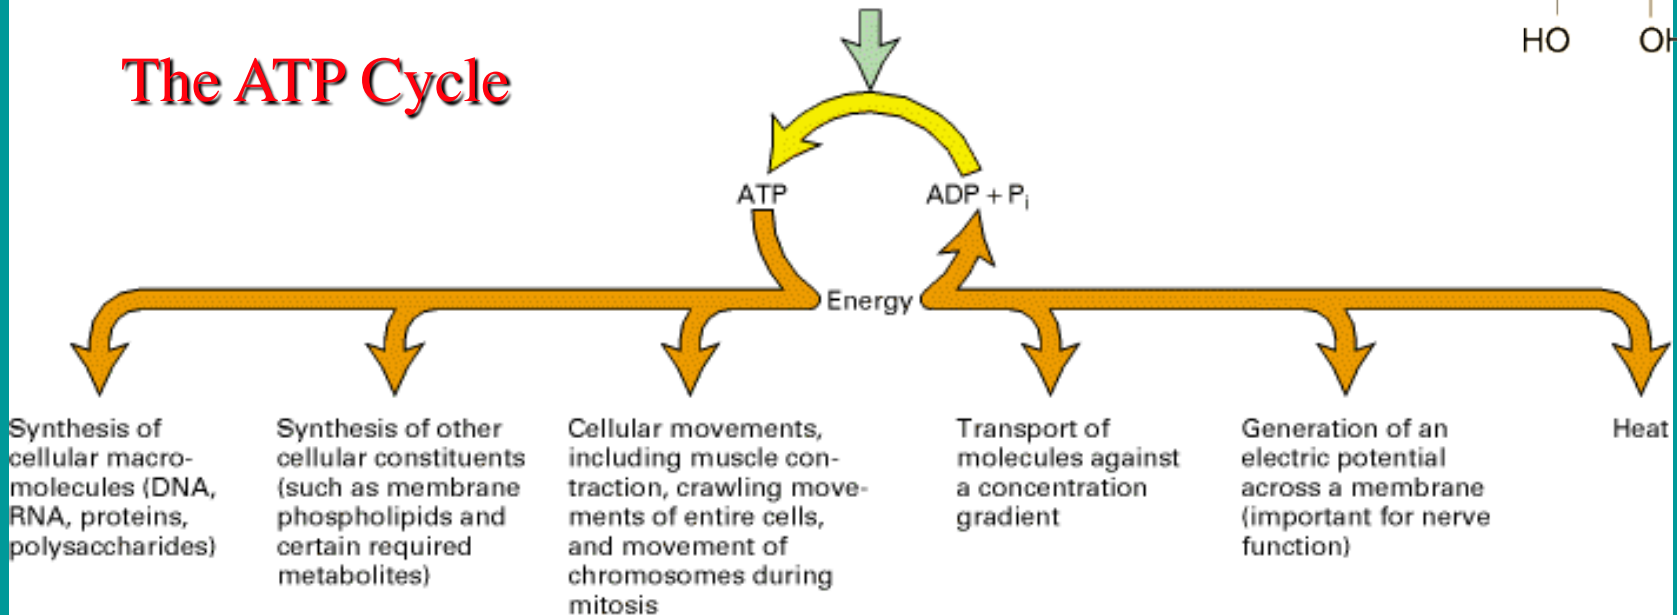 HO
OH
The ATP Cycle
ATP
ADP + Pi
Energy
Synthesis of
cellular macro-
molecules (DNA,
RNA, proteins,
polysaccharides)
Synthesis of other
cellular constituents
(such as membrane
phospholipids and
certain required
metabolites)
Cellular movements,
including muscle con-
traction, crawling move-
ments of entire cells,
and movement of
chromosomes during
mitosis
Transport of
molecules against
a concentration
gradient
Generation of an
electric potential
across a membrane
(important for nerve
function)
Heat